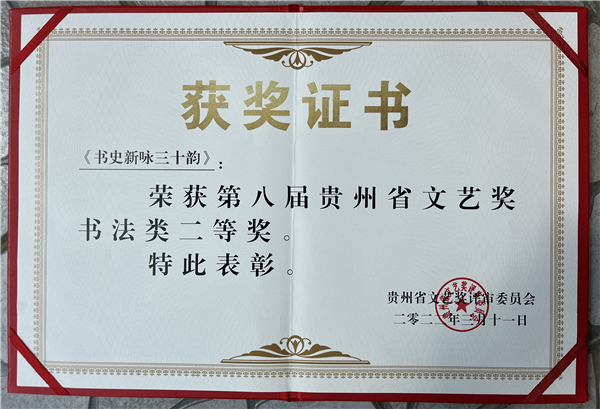 获奖证书
《书史新咏三十韵》:
荣获第八届贵州省文艺奖
书法类二等奖。
特此表彰。
贵州省文艺奖评审委员会
二零二 年三月十一日